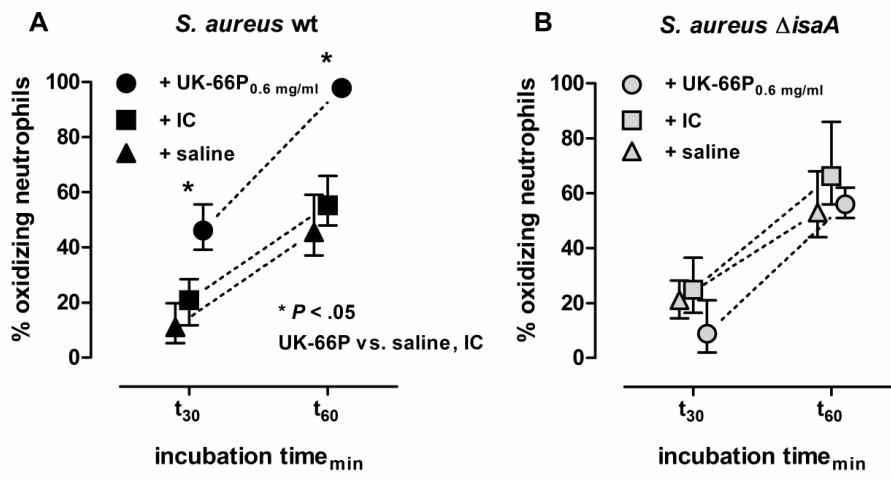 A
S. aureus wt
% oxidizing neutrophils
100
80
60
40
20
0
+ UK-66P0.6 mg/ml
+ IC
+ saline
*
*
* P < .05
UK-66P vs. saline, IC
t30
t60
incubation timemin
B
S. aureus ΔisaA
% oxidizing neutrophils
100
80
60
40
20
0
+ UK-66P0.6 mg/ml
+ IC
+ saline
t30
t60
incubation timemin